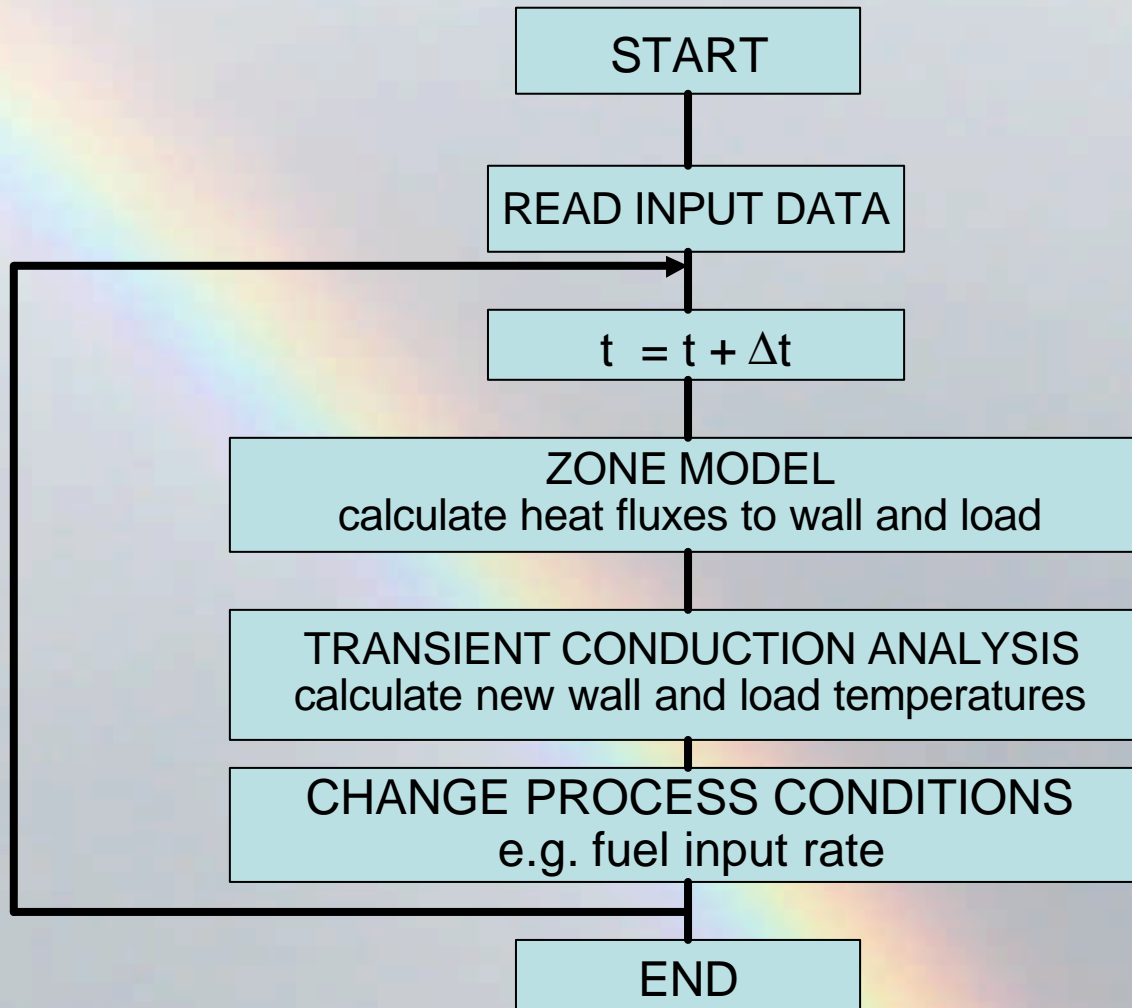 START
READ INPUT DATA
t = t + Δt
ZONE MODEL
calculate heat fluxes to wall and load
TRANSIENT CONDUCTION ANALYSIS
calculate new wall and load temperatures
CHANGE PROCESS CONDITIONS
e.g. fuel input rate
END